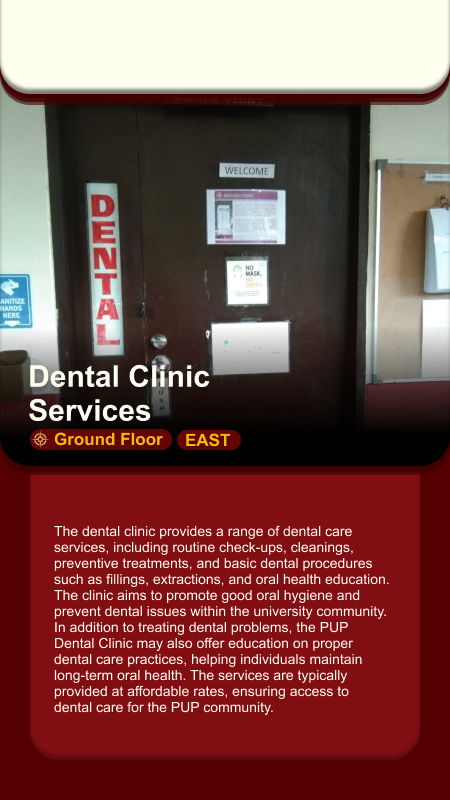 WELCOME
DENTAL
NO
MASK,
NO
ENTRY.
SANITIZE
HANDS
HERE
Dental Clinic
Services
Ground Floor
EAST
The dental clinic provides a range of dental care
services, including routine check-ups, cleanings,
preventive treatments, and basic dental procedures
such as fillings, extractions, and oral health education.
The clinic aims to promote good oral hygiene and
prevent dental issues within the university community.
In addition to treating dental problems, the PUP
Dental Clinic may also offer education on proper
dental care practices, helping individuals maintain
long-term oral health. The services are typically
provided at affordable rates, ensuring access to
dental care for the PUP community.